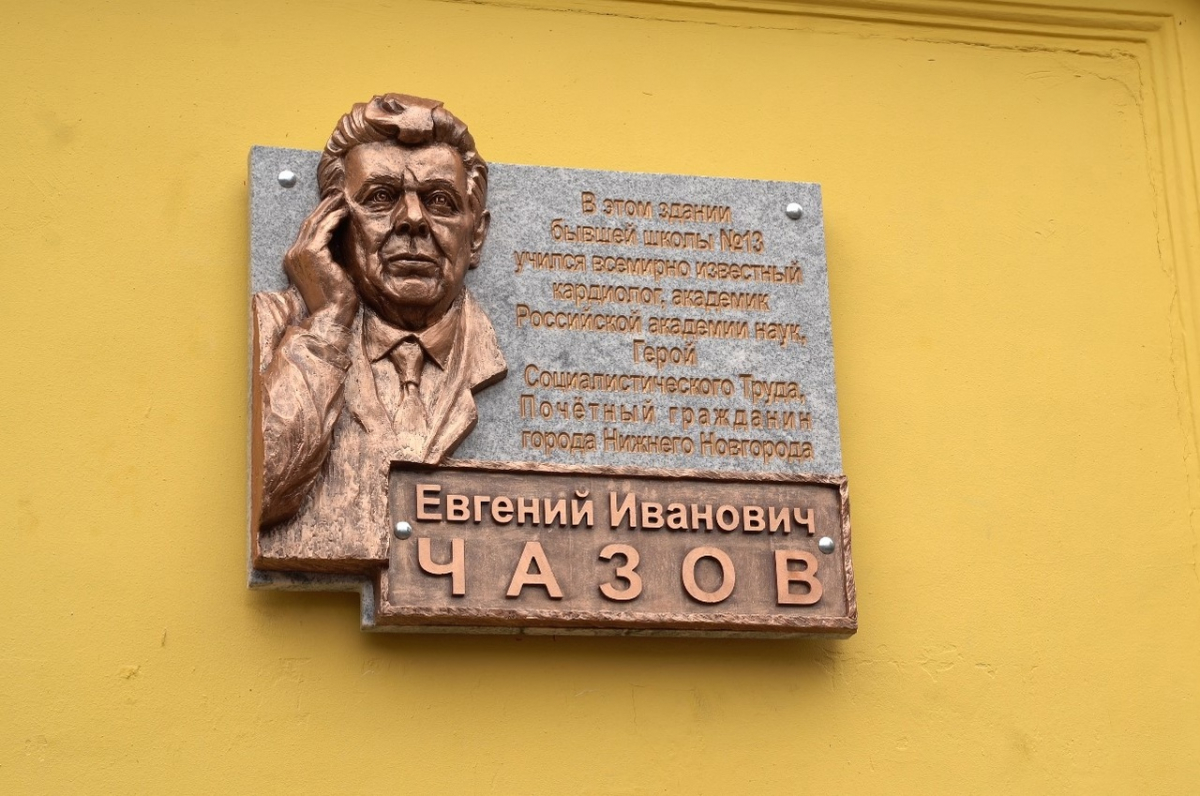 В этом здании
бывшей школы №13
учился всемирно известный
кардиолог, академик
Российской академии наук,
Герой
Социалистического Труда,
Почётный гражданин
города Нижнего Новгорода
Евгений Иванович
ЧАЗОВ